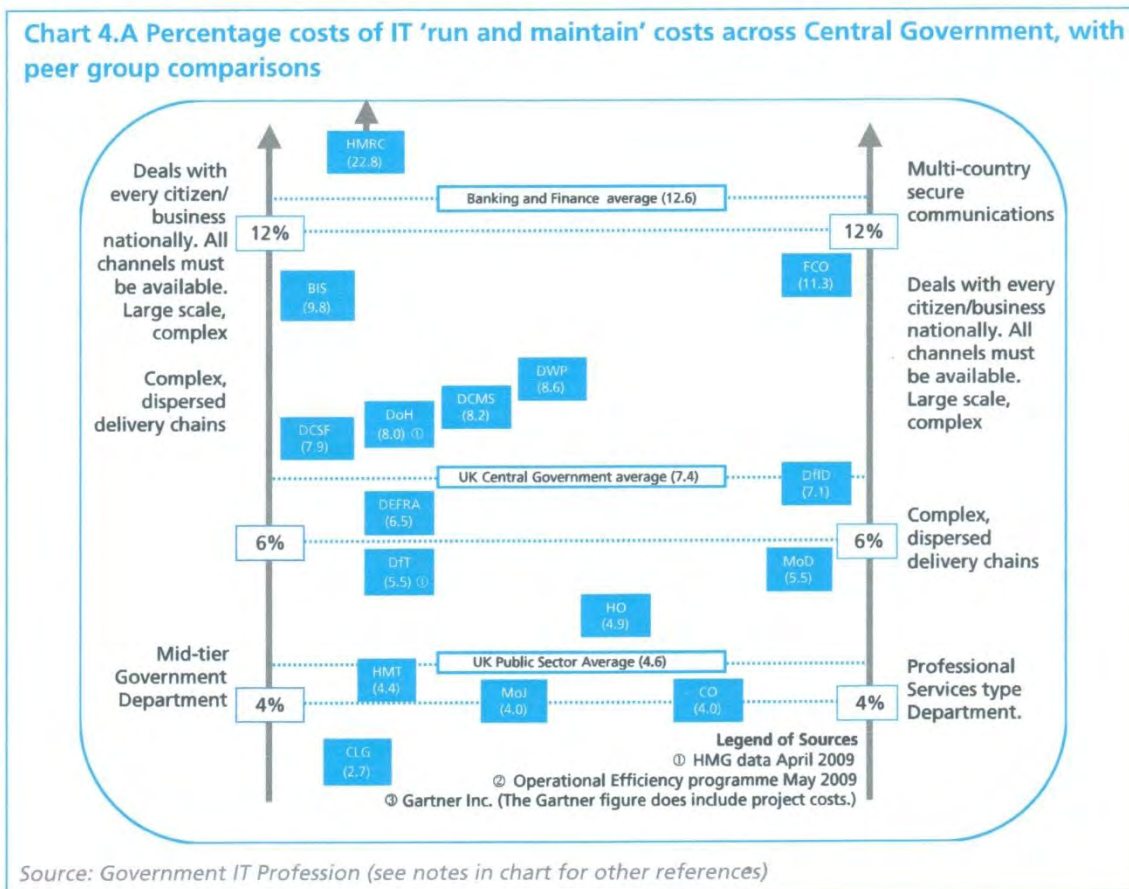 Chart 4.A Percentage costs of IT 'run and maintain' costs across Central Government, with
peer group comparisons
Deals with
every citizen/
business
nationally. All
channels must
be available.
Large scale,
complex
Complex,
dispersed
delivery chains
Mid-tier
Government
Department
12%
6%
4%
HMRC
(22.8)
Banking and Finance average (12.6)
BIS
(9.8)
FCO
(11.3)
DWP
(8.6)
DCMS
(8.2)
DoH
(8.0) ①
DCSF
(7.9)
UK Central Government average (7.4)
DfID
(7.1)
DEFRA
(6.5)
DfT
(5.5) ①
MoD
(5.5)
HO
(4.9)
UK Public Sector Average (4.6)
HMT
(4.4)
MoJ
(4.0)
CO
(4.0)
CLG
(2.7)
12%
6%
4%
Multi-country
secure
communications
Deals with every
citizen/business
nationally. All
channels must
be available.
Large scale,
complex
Complex,
dispersed
delivery chains
Professional
Services type
Department.
Legend of Sources
① HMG data April 2009
② Operational Efficiency programme May 2009
③ Gartner Inc. (The Gartner figure does include project costs.)
Source: Government IT Profession (see notes in chart for other references)